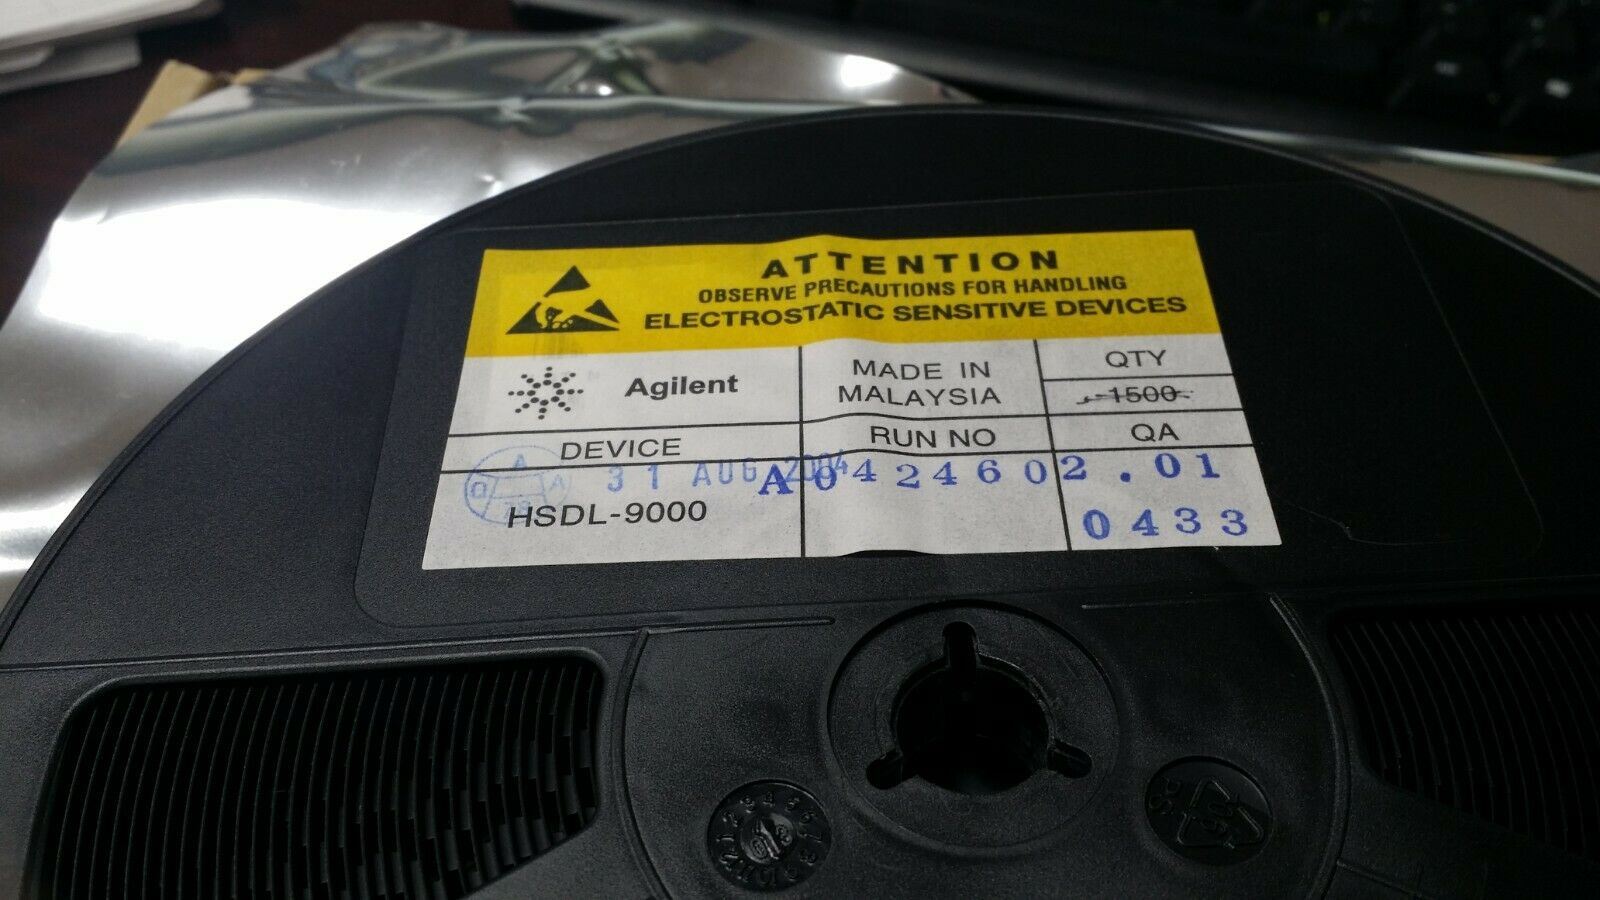 ATTENTION
OBSERVE PRECAUTIONS FOR HANDLING
ELECTROSTATIC SENSITIVE DEVICES
Agilent
MADE IN
MALAYSIA
QTY
1500
DEVICE
RUN NO
QA
31 AUG 2004
A0424602.01
HSDL-9000
0433
PS